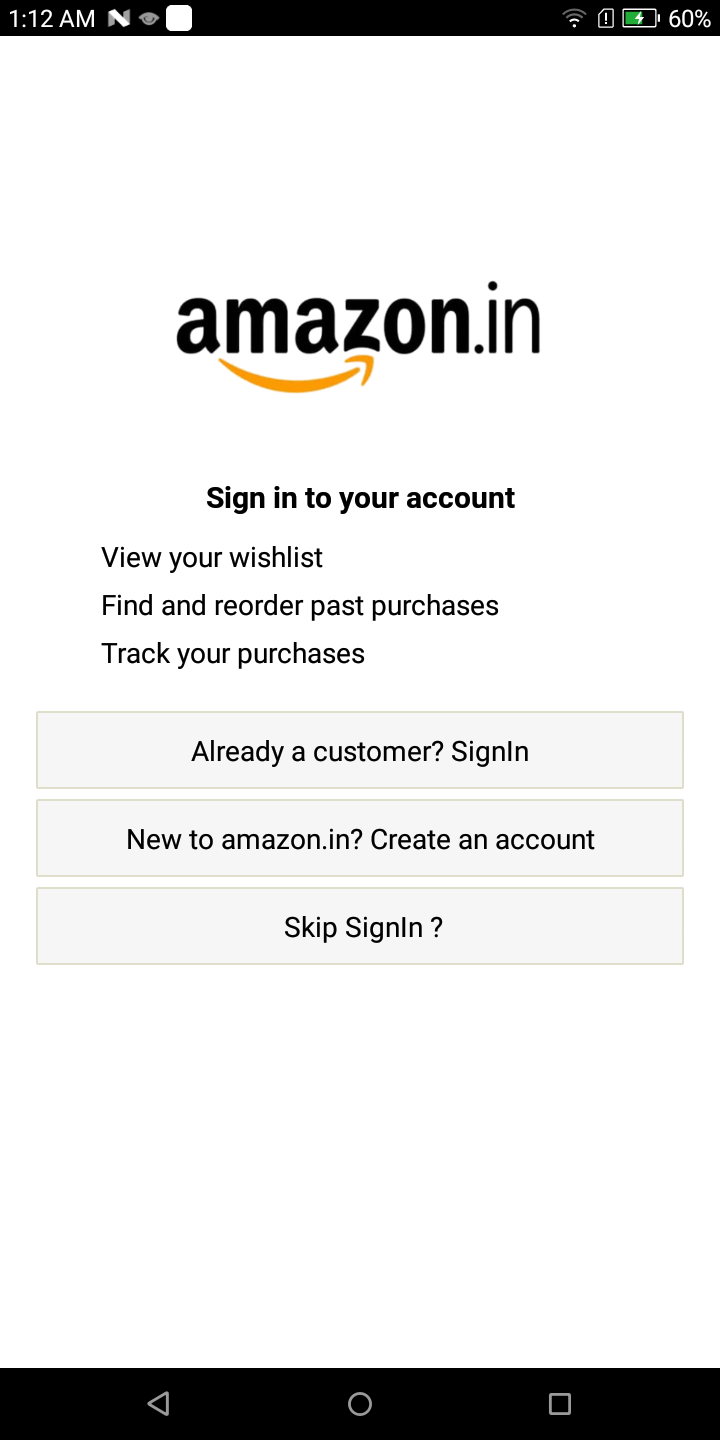 1:12 AM 60%
amazon.in
Sign in to your account
View your wishlist
Find and reorder past purchases
Track your purchases
Already a customer? SignIn
New to amazon.in? Create an account
Skip SignIn ?